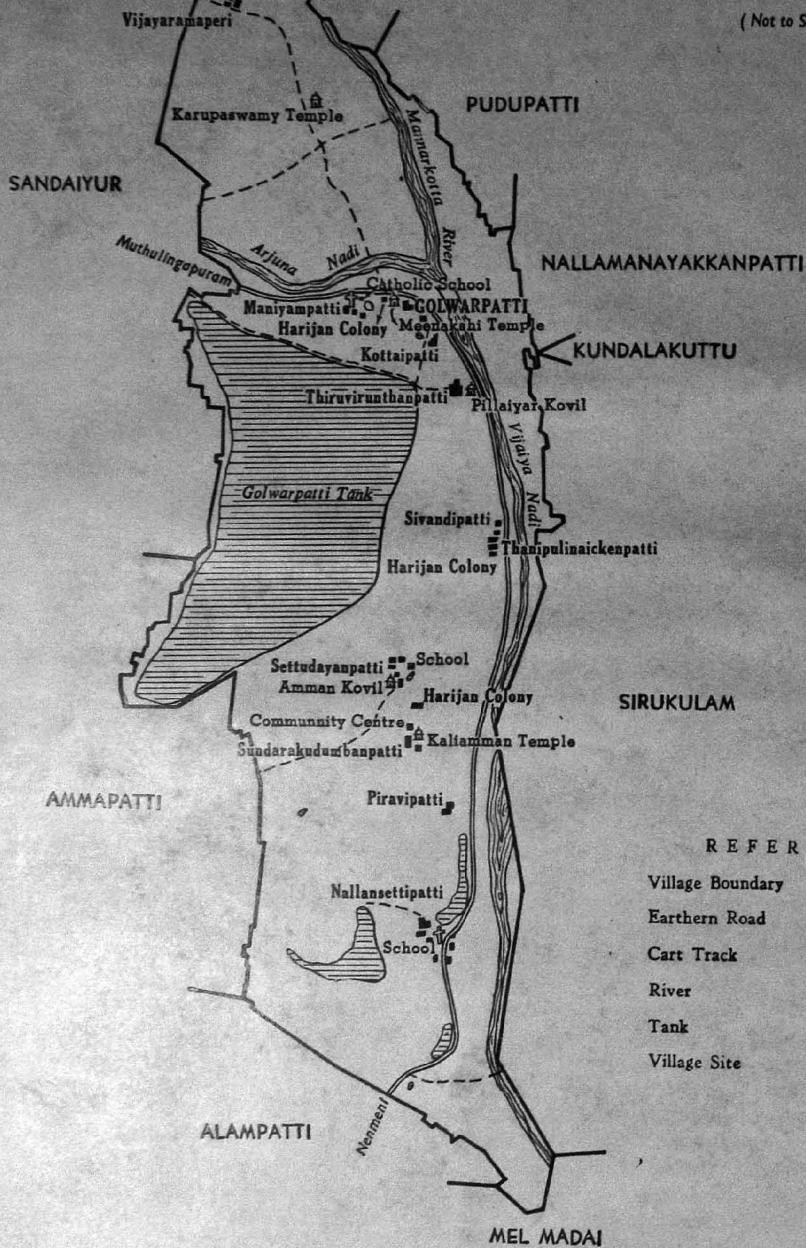 Vijayaramaperi
( Not to S
Karupaswamy Temple
PUDUPATTI
Mannarkotta
River
SANDAIYUR
Muthulingapuram
Arjuna Nadi
NALLAMANAYAKKANPATTI
Catholic School
Maniyampatti
GOLWARPATTI
Harijan Colony
Meenakahi Temple
Kottaipatti
KUNDALAKUTTU
Thiruvirunthanpatti
Pillaiyar Kovil
Vijaiya Nadi
Golwarpatti Tank
Sivandipatti
Thanipulinaickenpatti
Harijan Colony
Settudayanpatti
School
Amman Kovil
Harijan Colony
SIRUKULAM
Communnity Centre
Sundarakudumbanpatti
Kaliamman Temple
AMMAPATTI
Piravipatti
REFER
Village Boundary
Nallansettipatti
Earthern Road
School
Cart Track
River
Tank
Village Site
ALAMPATTI
Nenmeni
MEL MADAI